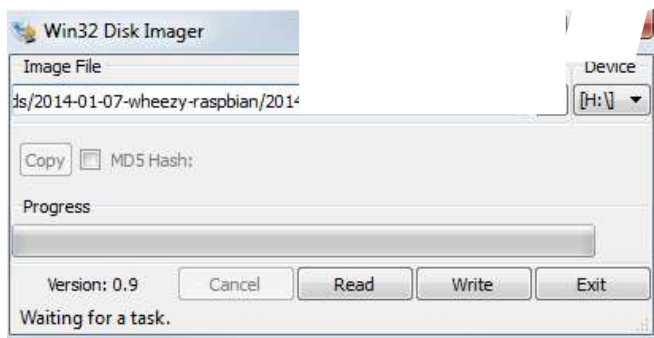 Win32 Disk Imager
Image File
Device
ds/2014-01-07-wheezy-raspbian/2014
[H:\]
Copy
MD5 Hash:
Progress
Version: 0.9
Cancel
Read
Write
Exit
Waiting for a task.